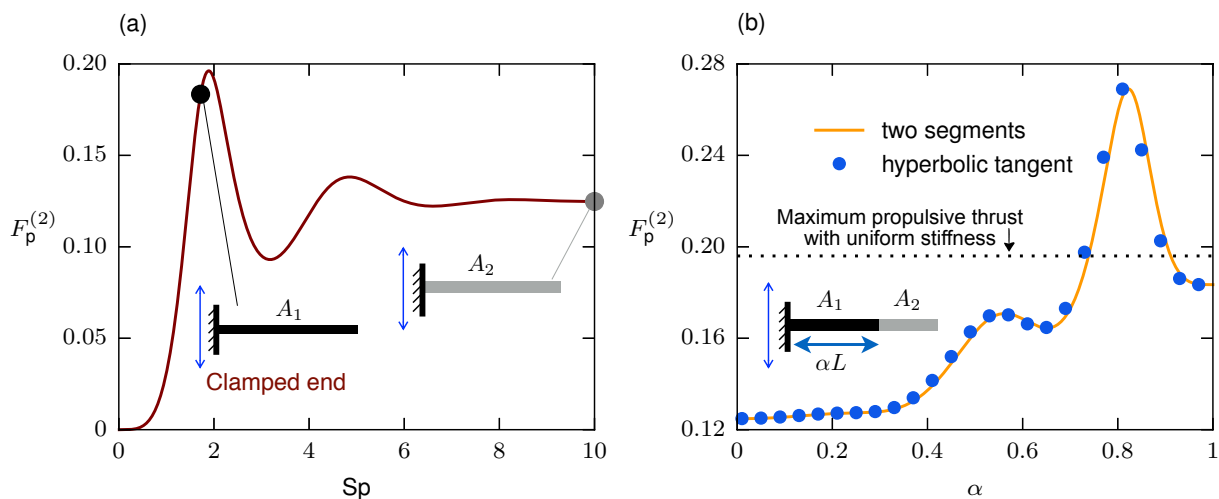 (a)
0.20
0.15
0.10
0.05
0
F_p^(2)
A_1
A_2
Clamped end
0 2 4 6 8 10
Sp
(b)
0.28
0.24
0.20
0.16
0.12
F_p^(2)
two segments
hyperbolic tangent
Maximum propulsive thrust
with uniform stiffness
A_1 A_2
αL
0 0.2 0.4 0.6 0.8 1
α